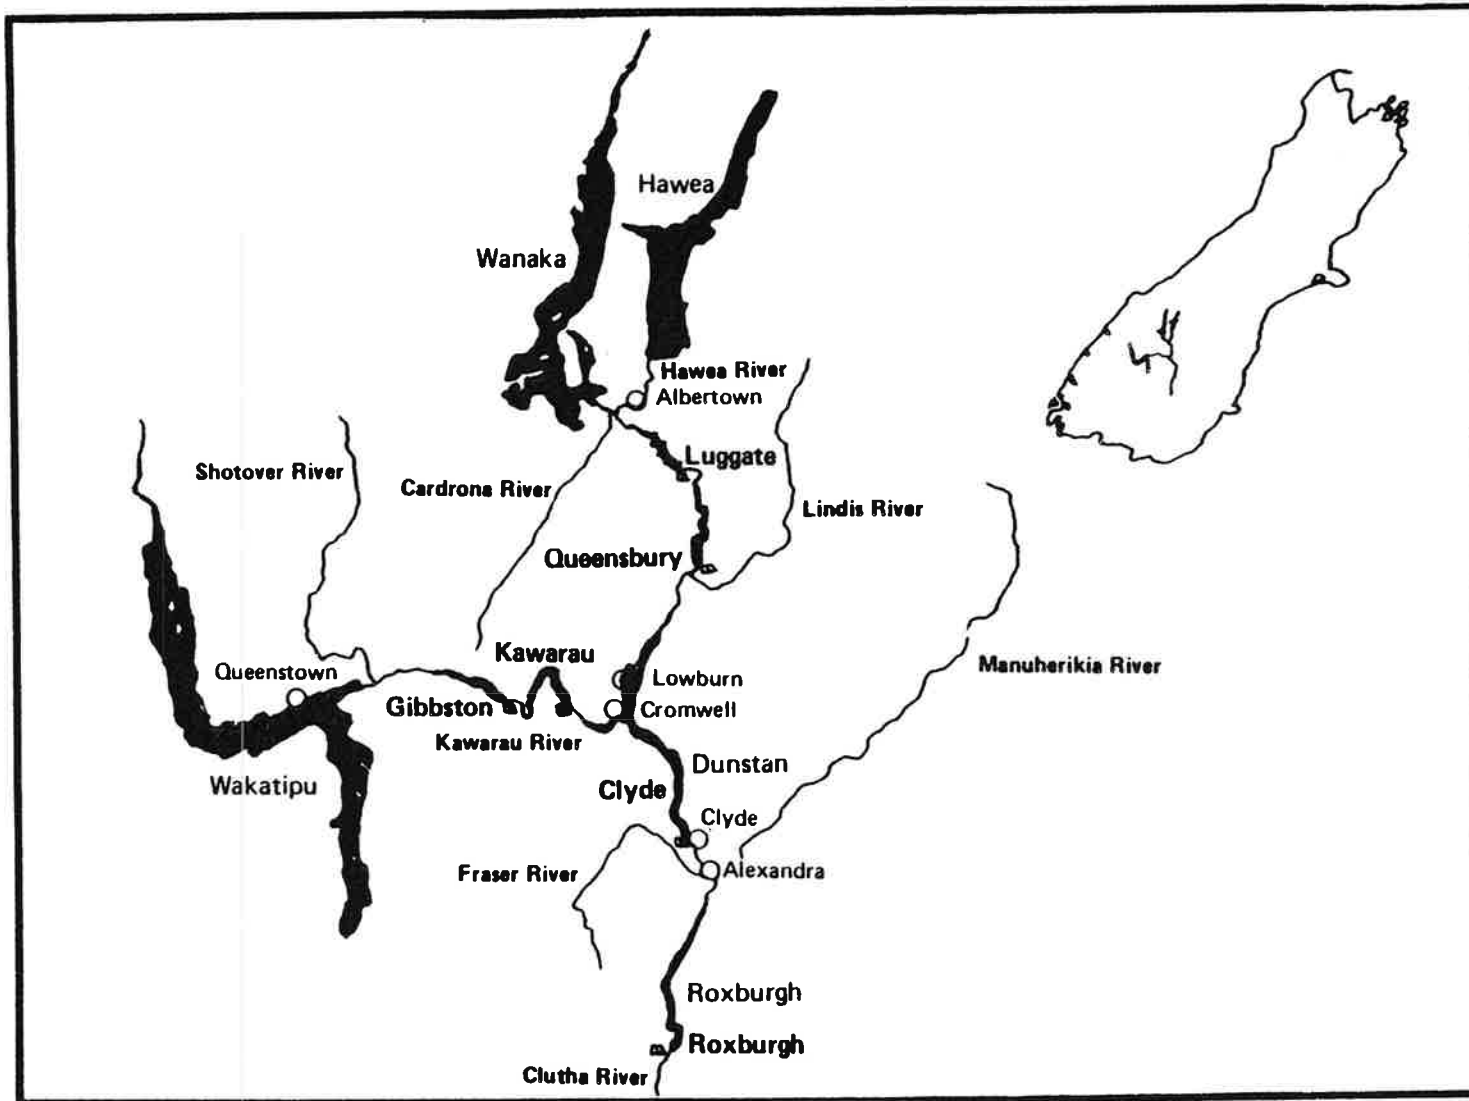 Hawea
Wanaka
Hawea River
Albertown
Luggate
Shotover River
Cardrona River
Lindis River
Queensbury
Kawarau
Manuherikia River
Queenstown
Lowburn
Gibbston
Cromwell
Kawarau River
Dunstan
Wakatipu
Clyde
Clyde
Fraser River
Alexandra
Roxburgh
Roxburgh
Clutha River